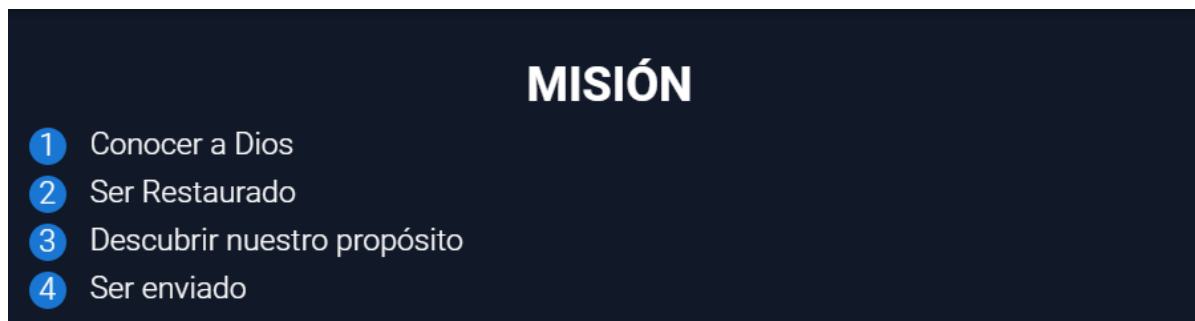 MISIÓN
1 Conocer a Dios
2 Ser Restaurado
3 Descubrir nuestro propósito
4 Ser enviado